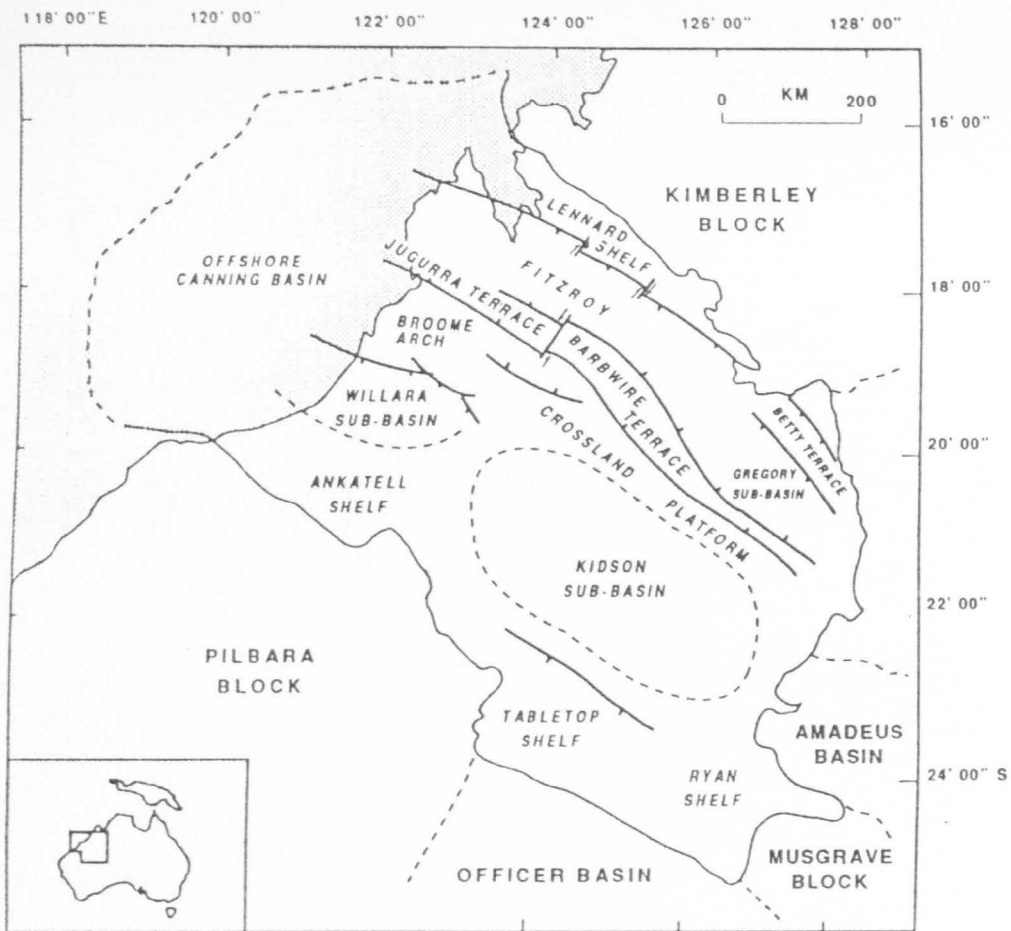 118° 00"E
120° 00"
122° 00"
124° 00"
126° 00"
128° 00"
0 KM 200
16° 00"
KIMBERLEY
BLOCK
LENNARD
SHELF
OFFSHORE
CANNING BASIN
JUGURRA TERRACE
FITZROY
18° 00"
BROOME
ARCH
BARBWIRE
TERRACE
WILLARA
SUB-BASIN
CROSSLAND
PLATFORM
BETTY TERRACE
20° 00"
GREGORY
SUB-BASIN
ANKATELL
SHELF
KIDSON
SUB-BASIN
22° 00"
PILBARA
BLOCK
TABLETOP
SHELF
AMADEUS
BASIN
RYAN
SHELF
24° 00" S
OFFICER BASIN
MUSGRAVE
BLOCK